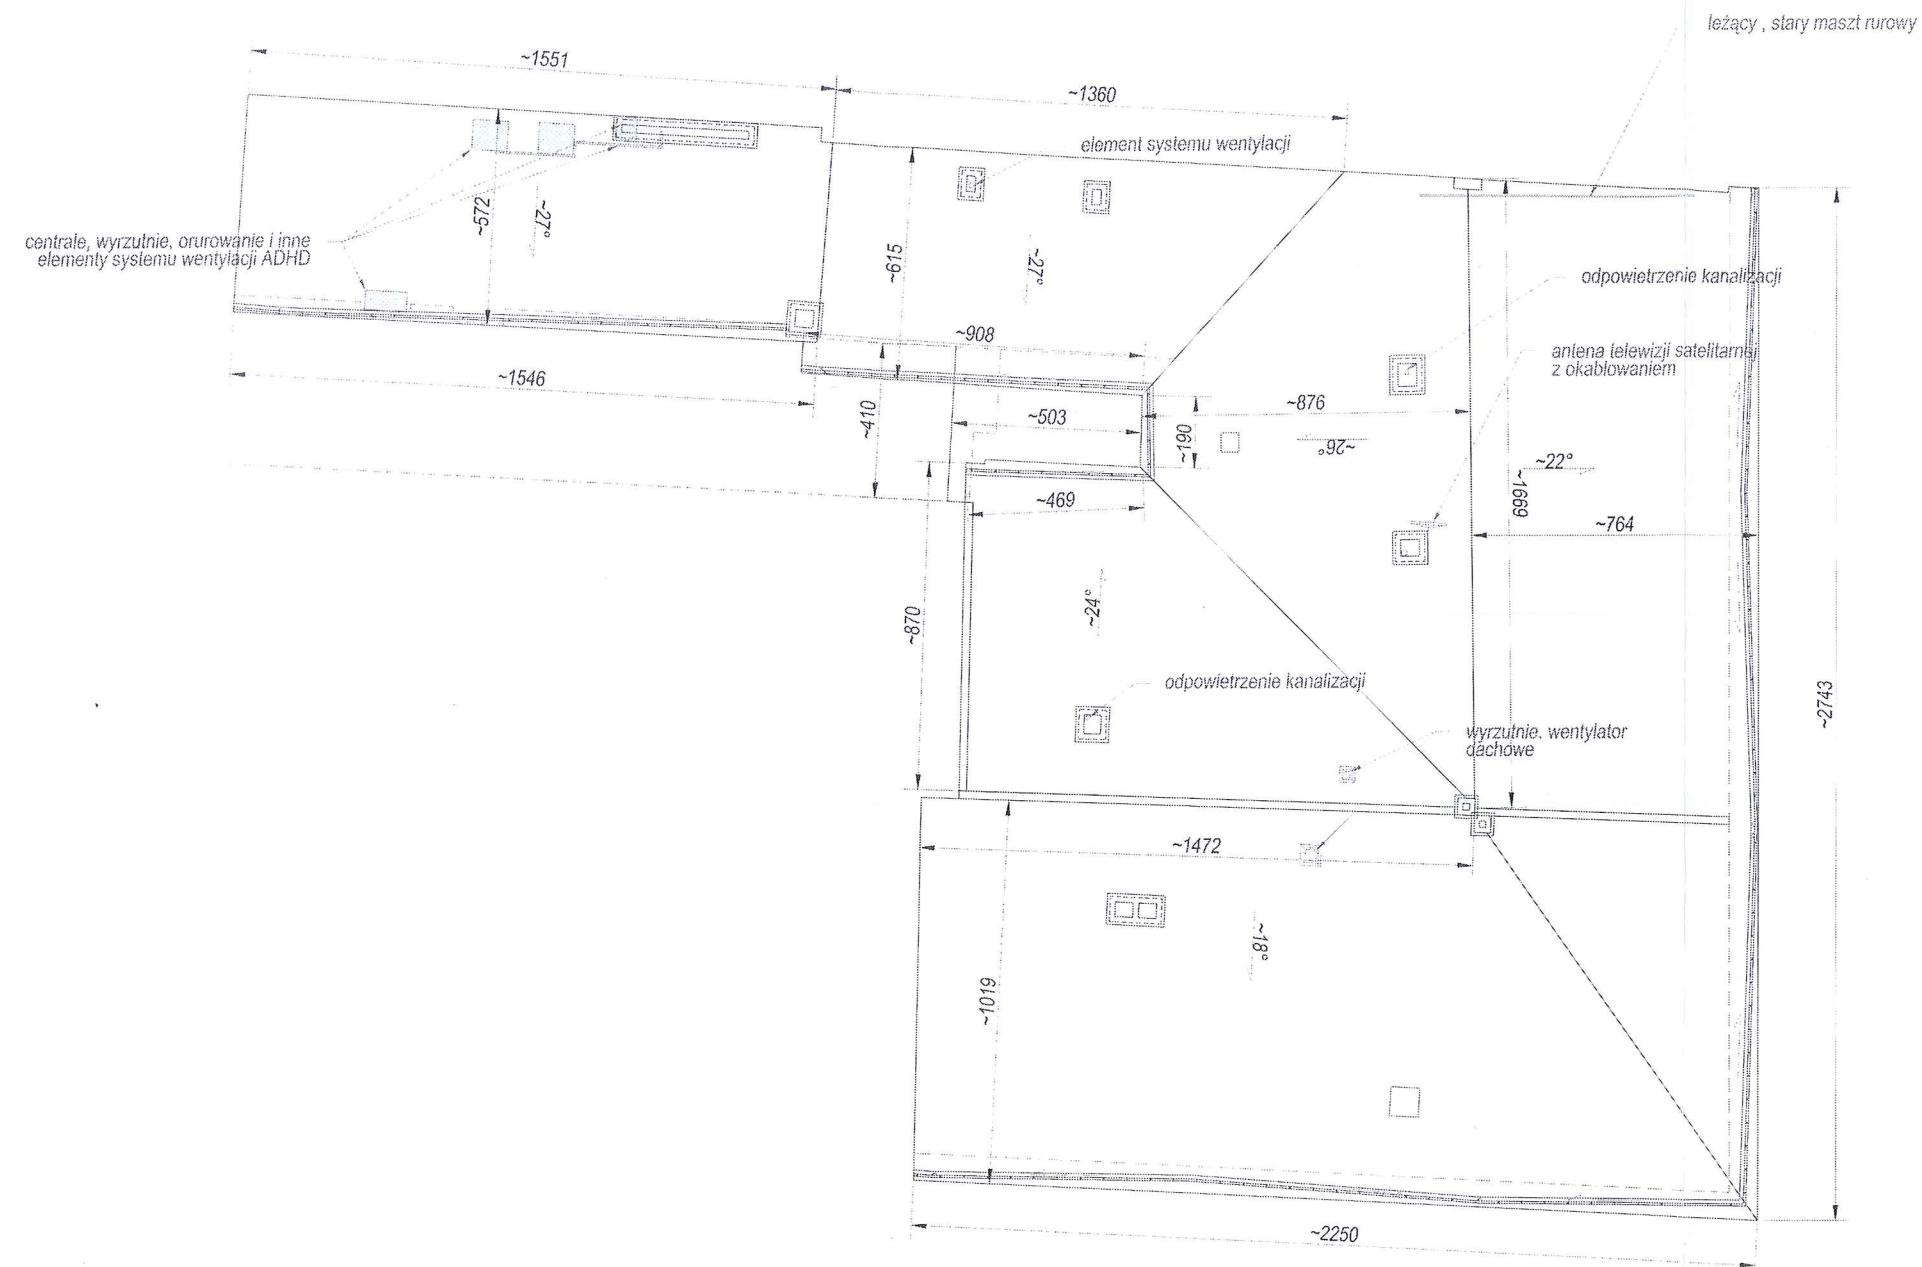 leżący , stary maszt rurowy
~1551
~1360
element systemu wentylacji
~572
~27°
centrale, wyrzutnie, orurowanie i inne
elementy systemu wentylacji ADHD
~615
~27°
odpowietrzenie kanalizacji
~908
antena telewizji satelitarnej
z okablowaniem
~1546
~410
~503
~190
~876
~26°
~22°
~1669
~469
~764
~24°
~870
odpowietrzenie kanalizacji
~2743
wyrzutnie, wentylator
dachowe
~1472
~18°
~1019
~2250